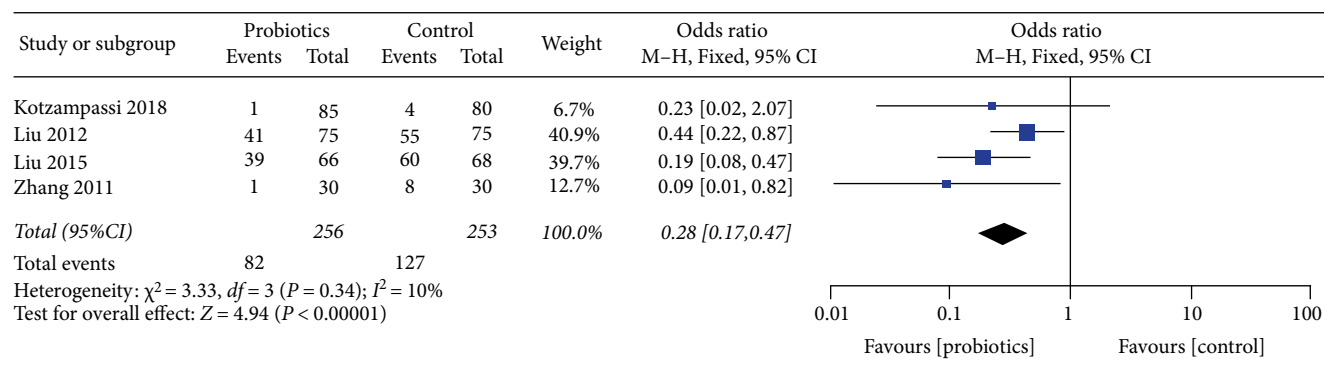 Study or subgroup Probiotics Control Weight Odds ratio Odds ratio
Events Total Events Total M–H, Fixed, 95% CI M–H, Fixed, 95% CI
Kotzampassi 2018 1 85 4 80 6.7% 0.23 [0.02, 2.07]
Liu 2012 41 75 55 75 40.9% 0.44 [0.22, 0.87]
Liu 2015 39 66 60 68 39.7% 0.19 [0.08, 0.47]
Zhang 2011 1 30 8 30 12.7% 0.09 [0.01, 0.82]
Total (95%CI) 256 253 100.0% 0.28 [0.17,0.47]
Total events 82 127
Heterogeneity: χ² = 3.33, df = 3 (P = 0.34); I² = 10%
Test for overall effect: Z = 4.94 (P < 0.00001)
0.01 0.1 1 10 100
Favours [probiotics] Favours [control]